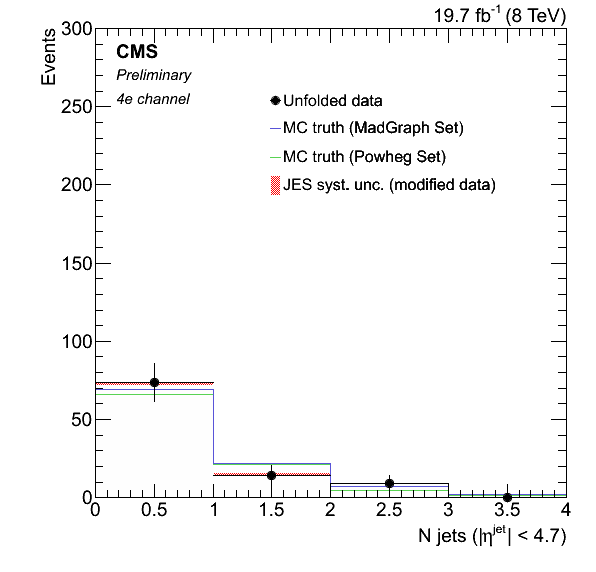 19.7 fb⁻¹ (8 TeV)
Events
300
250
200
150
100
50
0
CMS
Preliminary
4e channel
Unfolded data
MC truth (MadGraph Set)
MC truth (Powheg Set)
JES syst. unc. (modified data)
0 0.5 1 1.5 2 2.5 3 3.5 4
N jets (|ηʲᵉᵗ| < 4.7)